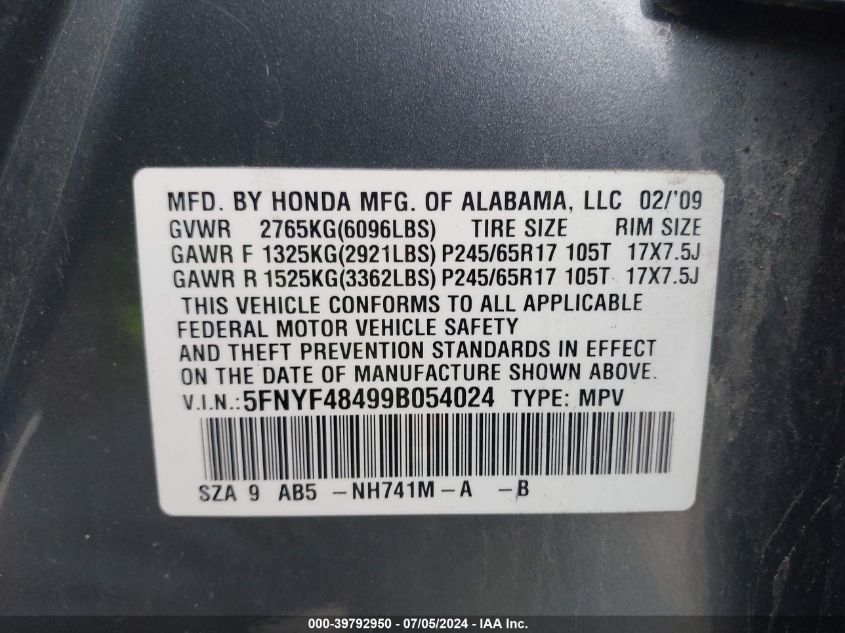 MFD. BY HONDA MFG. OF ALABAMA, LLC 02/'09
GVWR 2765KG(6096LBS) TIRE SIZE RIM SIZE
GAWR F 1325KG(2921LBS) P245/65R17 105T 17X7.5J
GAWR R 1525KG(3362LBS) P245/65R17 105T 17X7.5J
THIS VEHICLE CONFORMS TO ALL APPLICABLE
FEDERAL MOTOR VEHICLE SAFETY
AND THEFT PREVENTION STANDARDS IN EFFECT
ON THE DATE OF MANUFACTURE SHOWN ABOVE.
V.I.N.:5FNYF48499B054024 TYPE: MPV
SZA 9 AB5 -NH741M-A -B
000-39792950 | 07/05/2024 - IAA Inc.